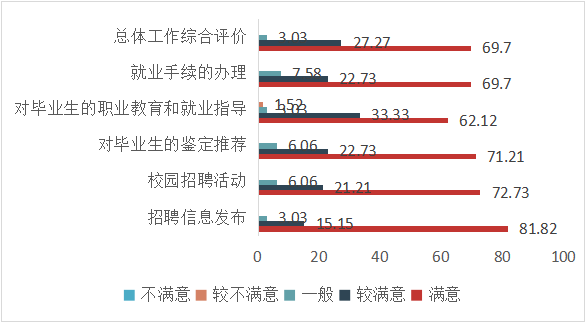 总体工作综合评价
3.03
27.27
69.7
就业手续的办理
7.58
22.73
69.7
对毕业生的职业教育和就业指导
1.52
3.03
33.33
62.12
对毕业生的鉴定推荐
6.06
22.73
71.21
校园招聘活动
6.06
21.21
72.73
招聘信息发布
3.03
15.15
81.82
0 20 40 60 80 100
不满意 较不满意 一般 较满意 满意